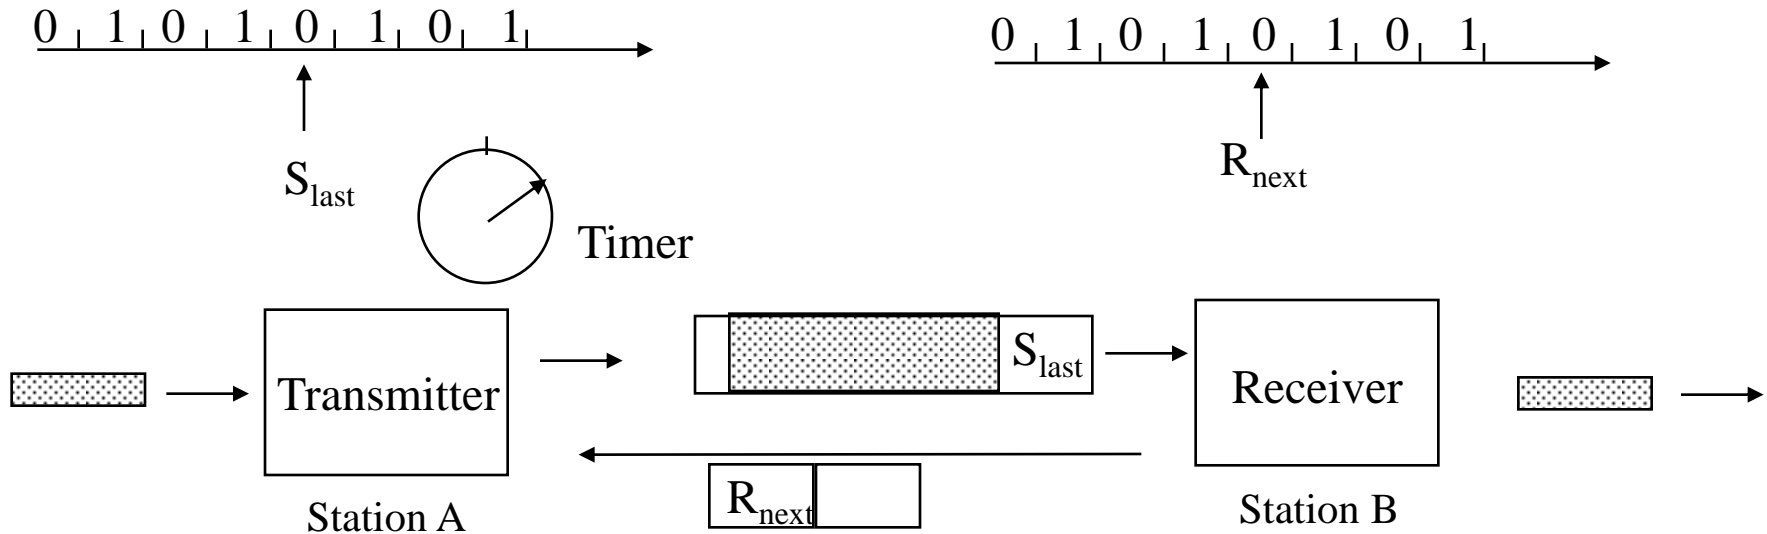 0 1 0 1 0 1 0 1
0 1 0 1 0 1 0 1
S_last
R_next
Timer
Transmitter
S_last
Receiver
R_next
Station A
Station B